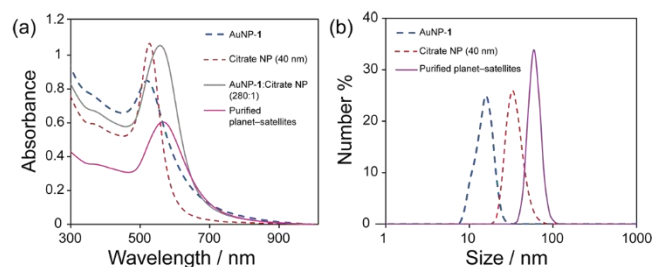 (a)
1.2
1
0.8
0.6
0.4
0.2
0
Absorbance
300
500
700
900
Wavelength / nm
AuNP-1
Citrate NP (40 nm)
AuNP-1:Citrate NP
(280:1)
Purified
planet–satellites
(b)
50
40
30
20
10
0
Number %
1
10
100
1000
Size / nm
AuNP-1
Citrate NP (40 nm)
Purified planet–satellites